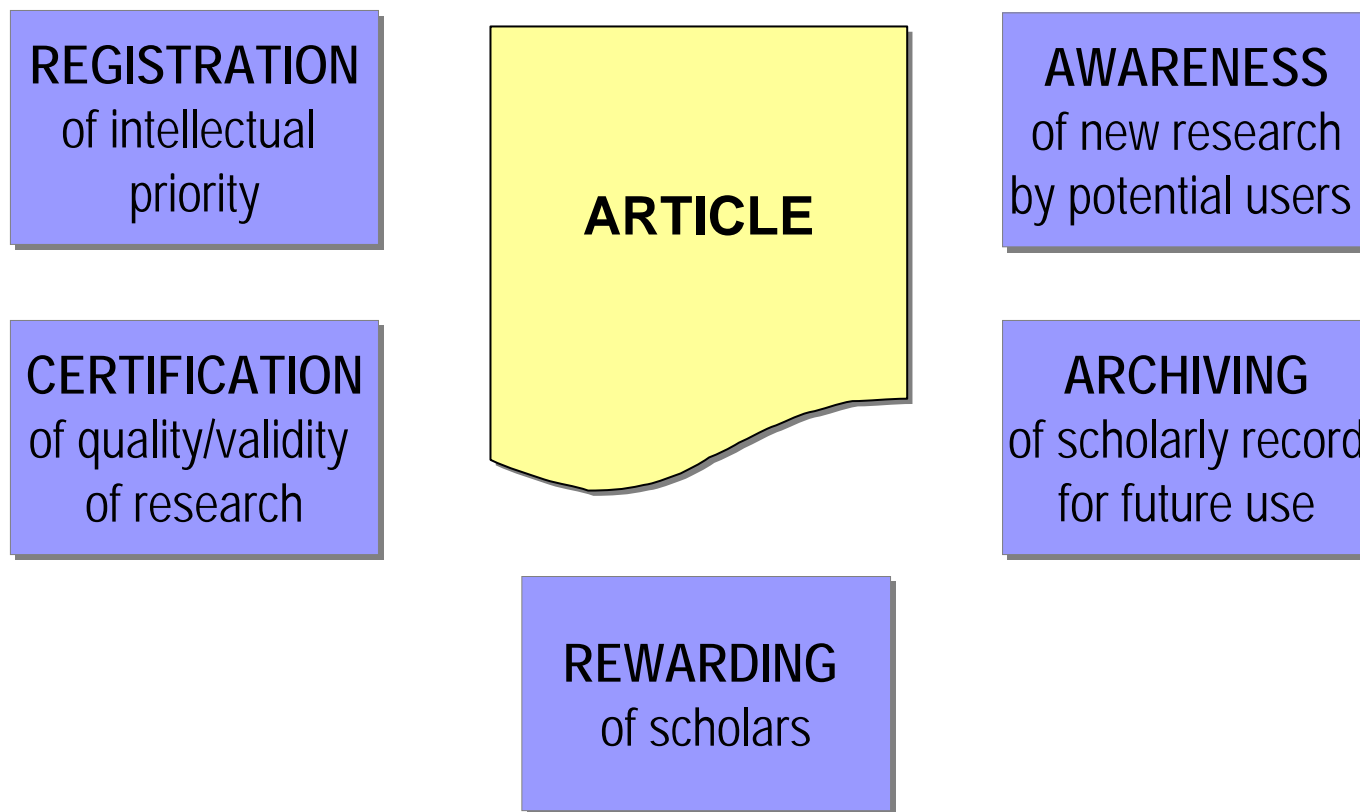 REGISTRATION
of intellectual
priority
ARTICLE
AWARENESS
of new research
by potential users
CERTIFICATION
of quality/validity
of research
ARCHIVING
of scholarly record
for future use
REWARDING
of scholars